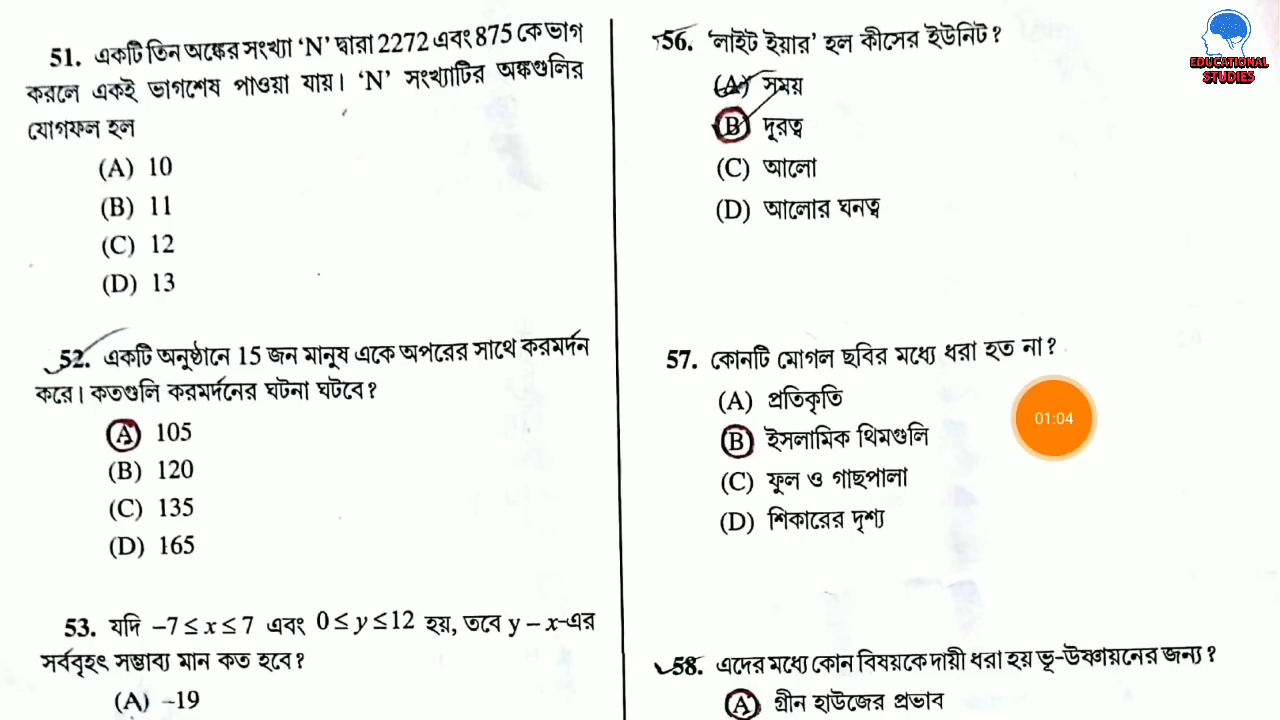 51. একটি তিন অঙ্কের সংখ্যা ‘N’ দ্বারা 2272 এবং 875 কে ভাগ
করলে একই ভাগশেষ পাওয়া যায়। ‘N’ সংখ্যাটির অঙ্কগুলির
যোগফল হল
(A) 10
(B) 11
(C) 12
(D) 13
52. একটি অনুষ্ঠানে 15 জন মানুষ একে অপরের সাথে করমর্দন
করে। কতগুলি করমর্দনের ঘটনা ঘটবে?
(A) 105
(B) 120
(C) 135
(D) 165
53. যদি −7 ≤ x ≤ 7 এবং 0 ≤ y ≤ 12 হয়, তবে y – x-এর
সর্ববৃহৎ সম্ভাব্য মান কত হবে?
(A) –19
56. ‘লাইট ইয়ার’ হল কীসের ইউনিট?
(A) সময়
(B) দূরত্ব
(C) আলো
(D) আলোর ঘনত্ব
57. কোনটি মোগল ছবির মধ্যে ধরা হত না?
(A) প্রতিকৃতি
(B) ইসলামিক থিমগুলি
(C) ফুল ও গাছপালা
(D) শিকারের দৃশ্য
58. এদের মধ্যে কোন বিষয়কে দায়ী ধরা হয় ভূ-উষ্ণায়নের জন্য?
(A) গ্রীন হাউজের প্রভাব
EDUCATIONAL
STUDIES
01:04